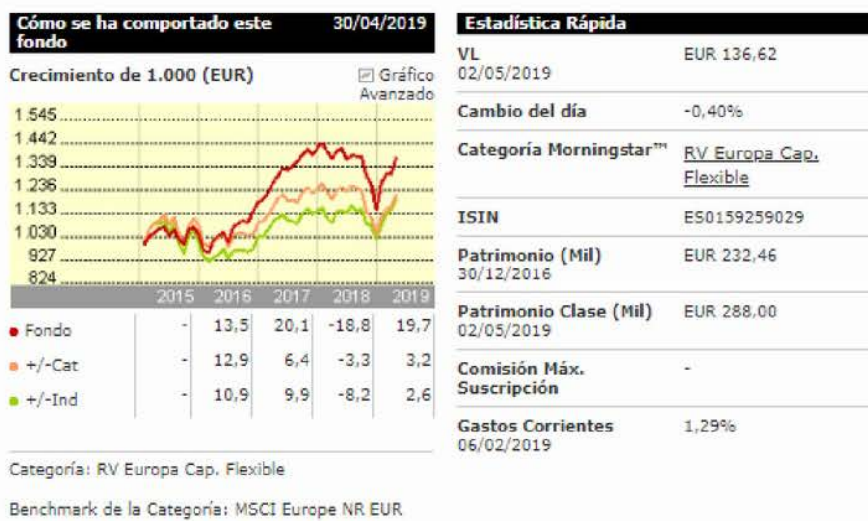 Cómo se ha comportado este fondo 30/04/2019
Crecimiento de 1.000 (EUR) Gráfico Avanzado
1.545
1.442
1.339
1.236
1.133
1.030
927
824
2015 2016 2017 2018 2019
Fondo - 13,5 20,1 -18,8 19,7
+/-Cat - 12,9 6,4 -3,3 3,2
+/-Ind - 10,9 9,9 -8,2 2,6
Categoría: RV Europa Cap. Flexible
Benchmark de la Categoría: MSCI Europe NR EUR
Estadística Rápida
VL EUR 136,62
02/05/2019
Cambio del día -0,40%
Categoría Morningstar™ RV Europa Cap.
Flexible
ISIN ES0159259029
Patrimonio (Mil) EUR 232,46
30/12/2016
Patrimonio Clase (Mil) EUR 288,00
02/05/2019
Comisión Máx. -
Suscripción
Gastos Corrientes 1,29%
06/02/2019